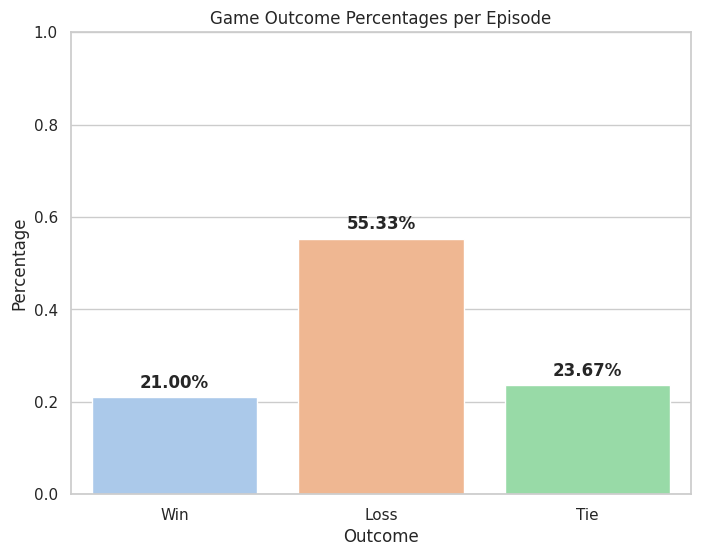 Game Outcome Percentages per Episode
1.0
0.8
0.6
0.4
0.2
0.0
Percentage
21.00%
55.33%
23.67%
Win
Loss
Tie
Outcome